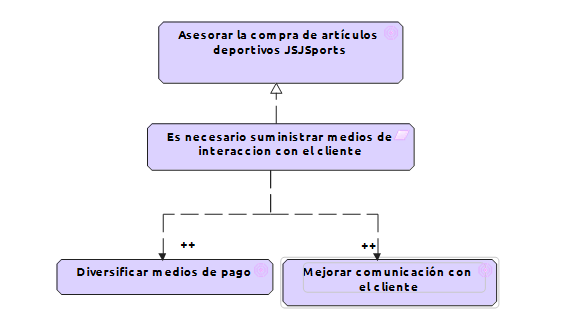 Asesorar la compra de artículos
deportivos JSJSports
Es necesario suministrar medios de
interaccion con el cliente
++
++
Diversificar medios de pago
Mejorar comunicación con
el cliente